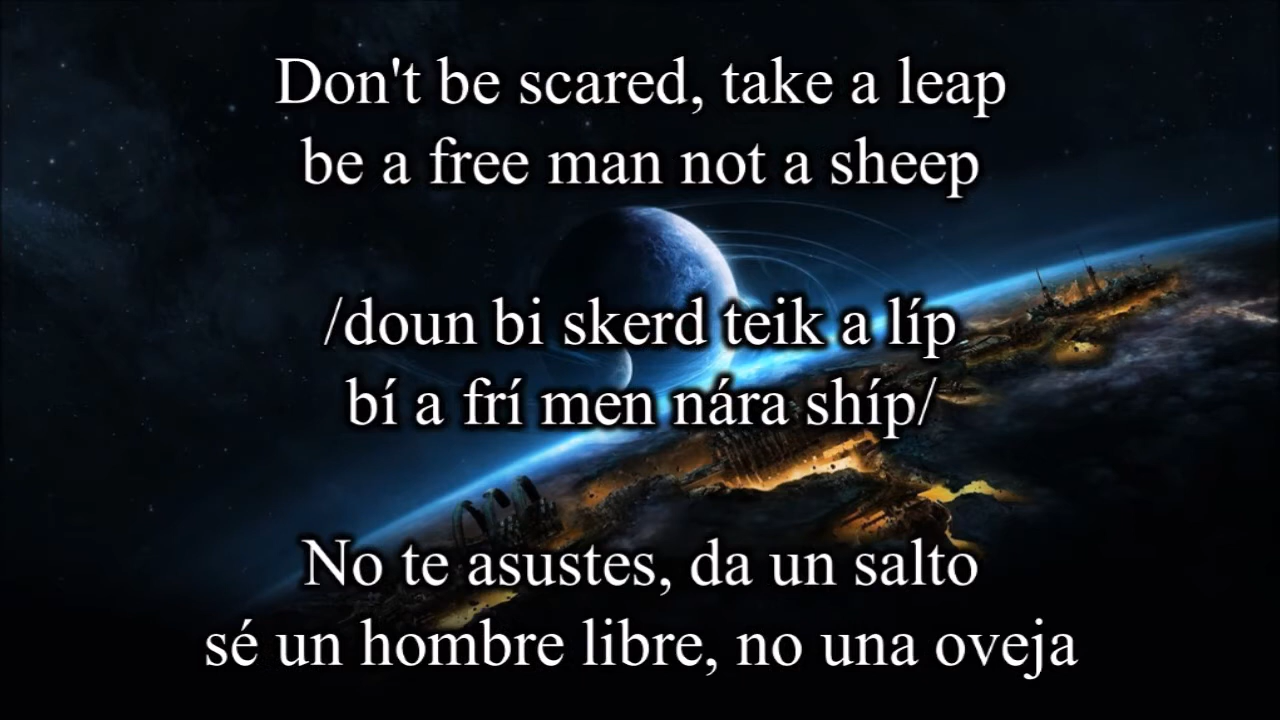 Don't be scared, take a leap
be a free man not a sheep
/doun bi skerd teik a líp
bí a frí men nára shíp/
No te asustes, da un salto
sé un hombre libre, no una oveja